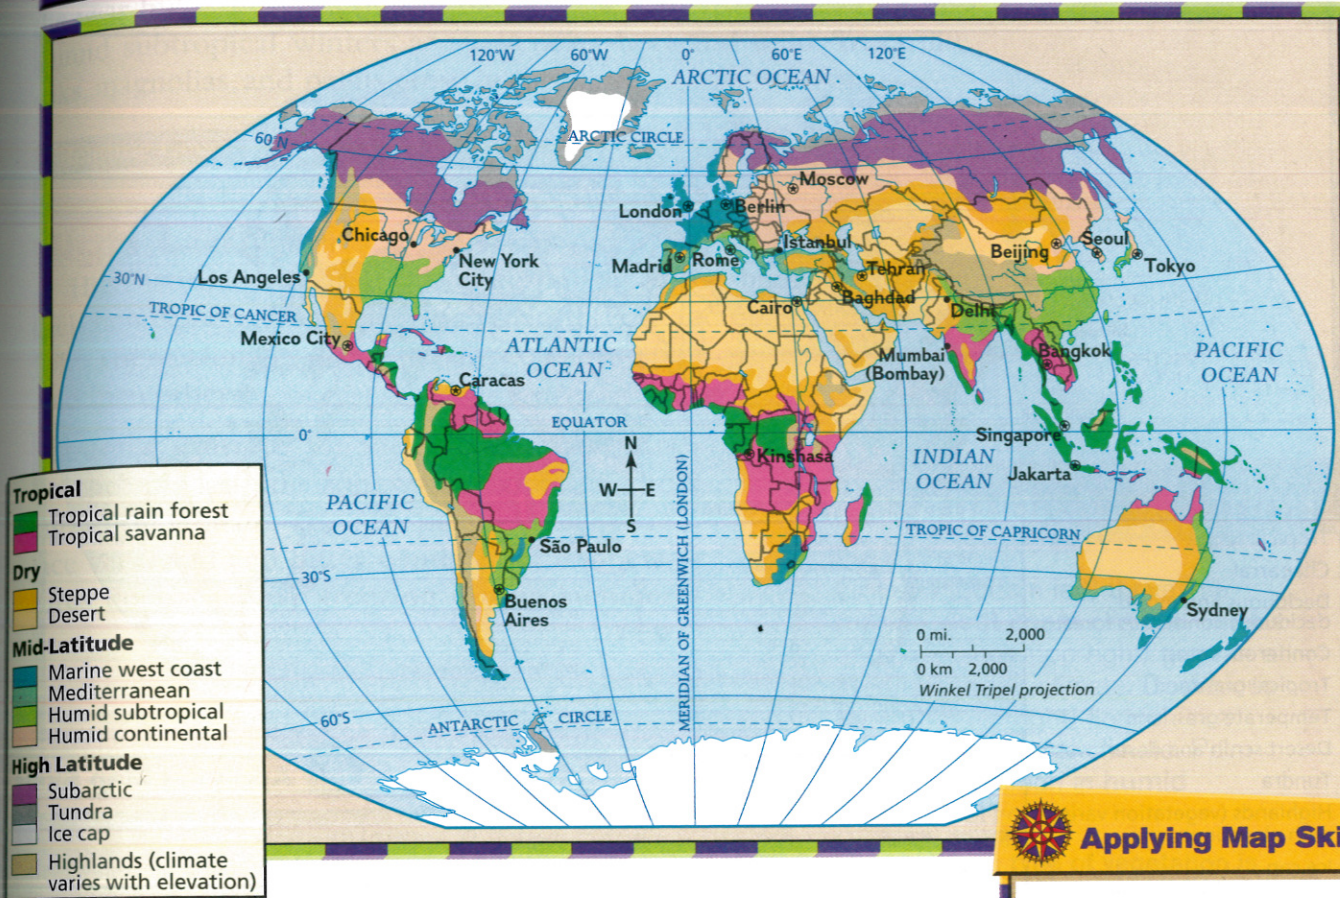 120°W
60°W
0°
60°E
120°E
ARCTIC OCEAN
60°N
ARCTIC CIRCLE
Moscow
London
Berlin
Chicago
Istanbul
Beijing
Seoul
New York
City
Madrid
Rome
Tehran
Tokyo
Los Angeles
30°N
Baghdad
Cairo
Delhi
TROPIC OF CANCER
Mexico City
ATLANTIC
OCEAN
Mumbai
(Bombay)
Bangkok
PACIFIC
OCEAN
Caracas
EQUATOR
0°
N
W E
S
Singapore
Kinshasa
INDIAN
OCEAN
Jakarta
PACIFIC
OCEAN
MERIDIAN OF GREENWICH (LONDON)
TROPIC OF CAPRICORN
São Paulo
30°S
Buenos
Aires
Sydney
0 mi. 2,000
0 km 2,000
Winkel Tripel projection
60°S
ANTARCTIC CIRCLE
Tropical
Tropical rain forest
Tropical savanna
Dry
Steppe
Desert
Mid-Latitude
Marine west coast
Mediterranean
Humid subtropical
Humid continental
High Latitude
Subarctic
Tundra
Ice cap
Highlands (climate
varies with elevation)
Applying Map Ski